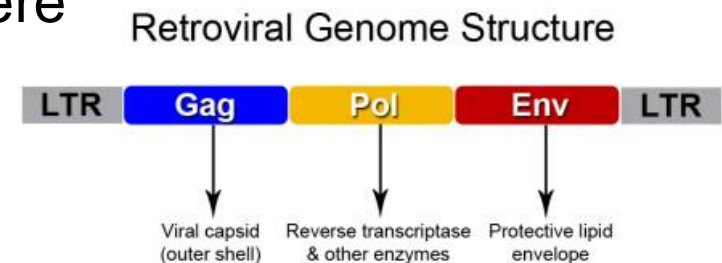 Retroviral Genome Structure
LTR Gag Pol Env LTR
Viral capsid
(outer shell)
Reverse transcriptase
& other enzymes
Protective lipid
envelope